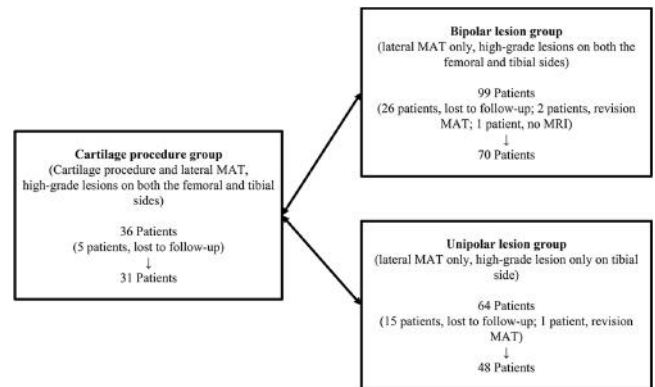 Bipolar lesion group
(lateral MAT only, high-grade lesions on both the
femoral and tibial sides)
99 Patients
(26 patients, lost to follow-up; 2 patients, revision
MAT; 1 patient, no MRI)
↓
70 Patients
Cartilage procedure group
(Cartilage procedure and lateral MAT,
high-grade lesions on both the femoral and tibial
sides)
36 Patients
(5 patients, lost to follow-up)
↓
31 Patients
Unipolar lesion group
(lateral MAT only, high-grade lesion only on tibial
side)
64 Patients
(15 patients, lost to follow-up; 1 patient, revision
MAT)
↓
48 Patients